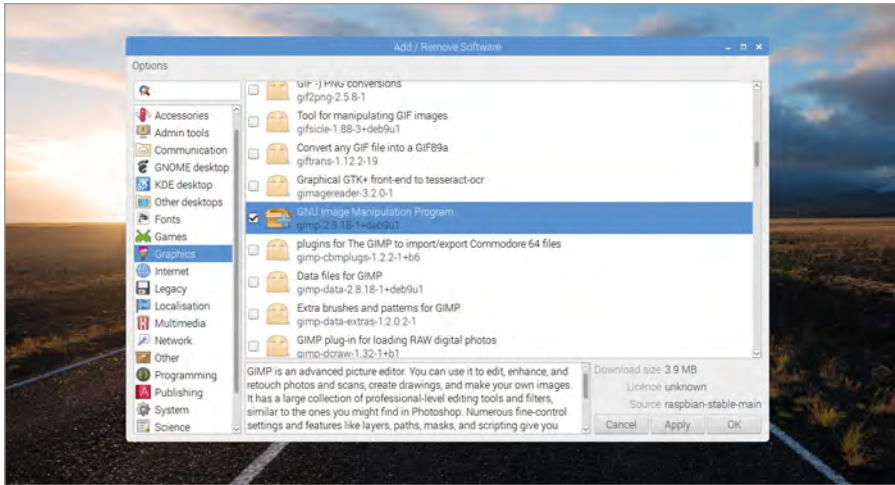 Add / Remove Software
Options
Accessories
Admin tools
Communication
GNOME desktop
KDE desktop
Other desktops
Fonts
Games
Graphics
Internet
Legacy
Localisation
Multimedia
Network
Other
Programming
Publishing
System
Science
GIF -) PNG conversions
gif2png-2.5.8-1
Tool for manipulating GIF images
gifsicle-1.88-3+deb9u1
Convert any GIF file into a GIF89a
giftrans-1.12.2-19
Graphical GTK+ front-end to tesseract-ocr
gimagereader-3.2.0-1
GNU Image Manipulation Program
gimp-2.8.18-1+deb9u1
plugins for The GIMP to import/export Commodore 64 files
gimp-cbmplugs-1.2.2-1+b6
Data files for GIMP
gimp-data-2.8.18-1+deb9u1
Extra brushes and patterns for GIMP
gimp-data-extras-1:2.0.2-1
GIMP plug-in for loading RAW digital photos
gimp-dcraw-1.32-1+b1
GIMP is an advanced picture editor. You can use it to edit, enhance, and
retouch photos and scans, create drawings, and make your own images.
It has a large collection of professional-level editing tools and filters,
similar to the ones you might find in Photoshop. Numerous fine-control
settings and features like layers, paths, masks, and scripting give you
Download size 3.9 MB
Licence unknown
Source raspbian-stable-main
Cancel
Apply
OK